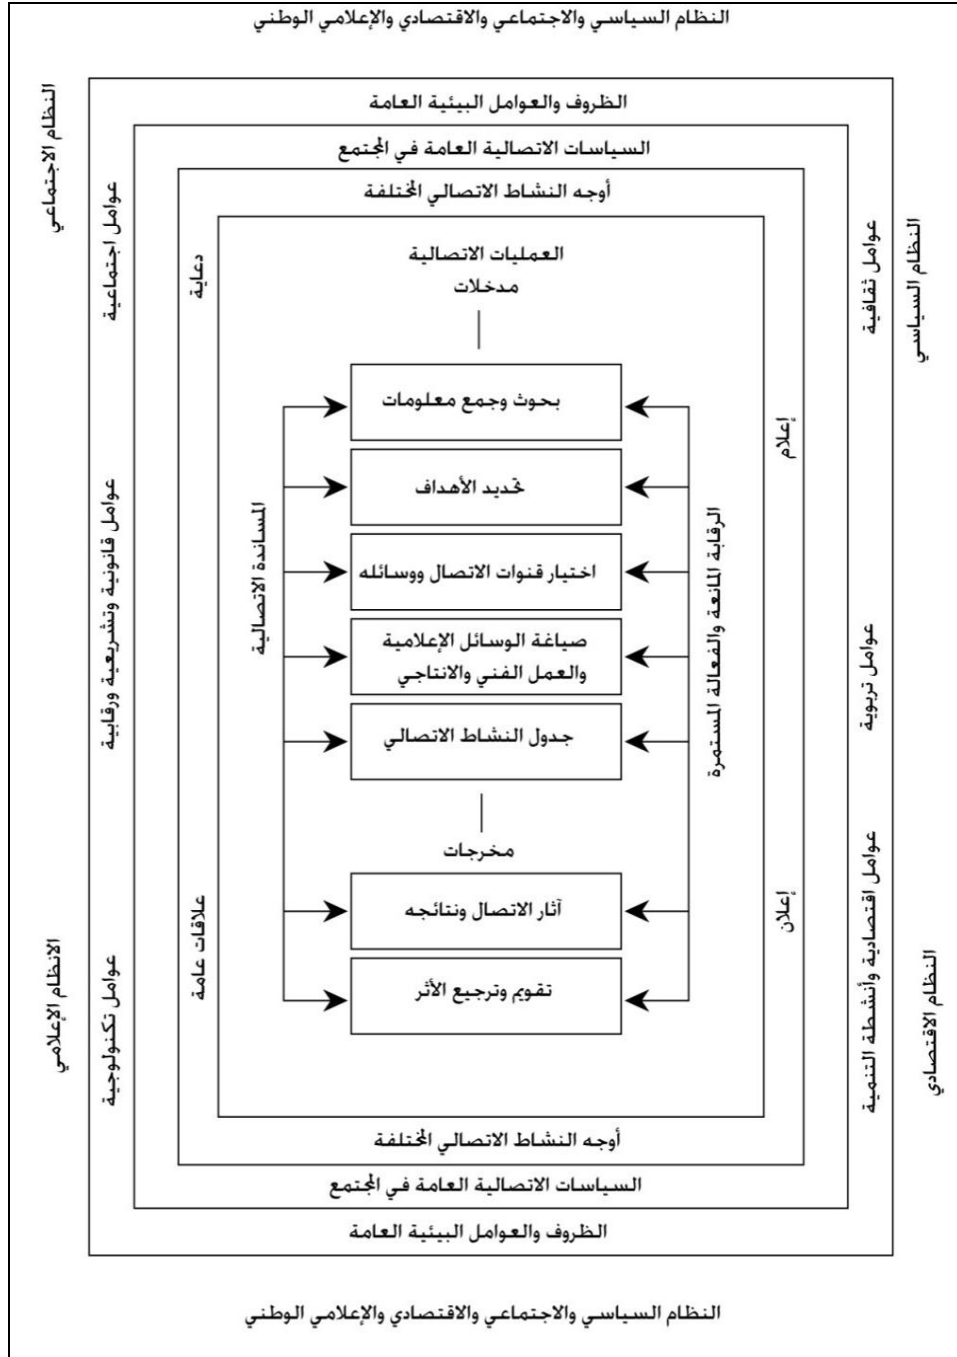 النظام السياسي والاجتماعي والاقتصادي والإعلامي الوطني
الظروف والعوامل البيئية العامة
السياسات الاتصالية العامة في المجتمع
أوجه النشاط الاتصالي المختلفة
النظام السياسي
النظام الاقتصادي
عوامل ثقافية
عوامل تربوية
عوامل اقتصادية وأنشطة التنمية
إعلام
إعلان
الرقابة المانعة والفعالة المستمرة
العمليات الاتصالية
مدخلات
بحوث وجمع معلومات
تحديد الأهداف
اختيار قنوات الاتصال ووسائله
صياغة الوسائل الإعلامية
والعمل الفني والانتاجي
جدول النشاط الاتصالي
مخرجات
آثار الاتصال ونتائجه
تقويم وترجيع الأثر
المساندة الاتصالية
دعاية
علاقات عامة
عوامل اجتماعية
عوامل قانونية وتشريعية ورقابية
عوامل تكنولوجية
النظام الاجتماعي
الانظام الإعلامي
أوجه النشاط الاتصالي المختلفة
السياسات الاتصالية العامة في المجتمع
الظروف والعوامل البيئية العامة
النظام السياسي والاجتماعي والاقتصادي والإعلامي الوطني